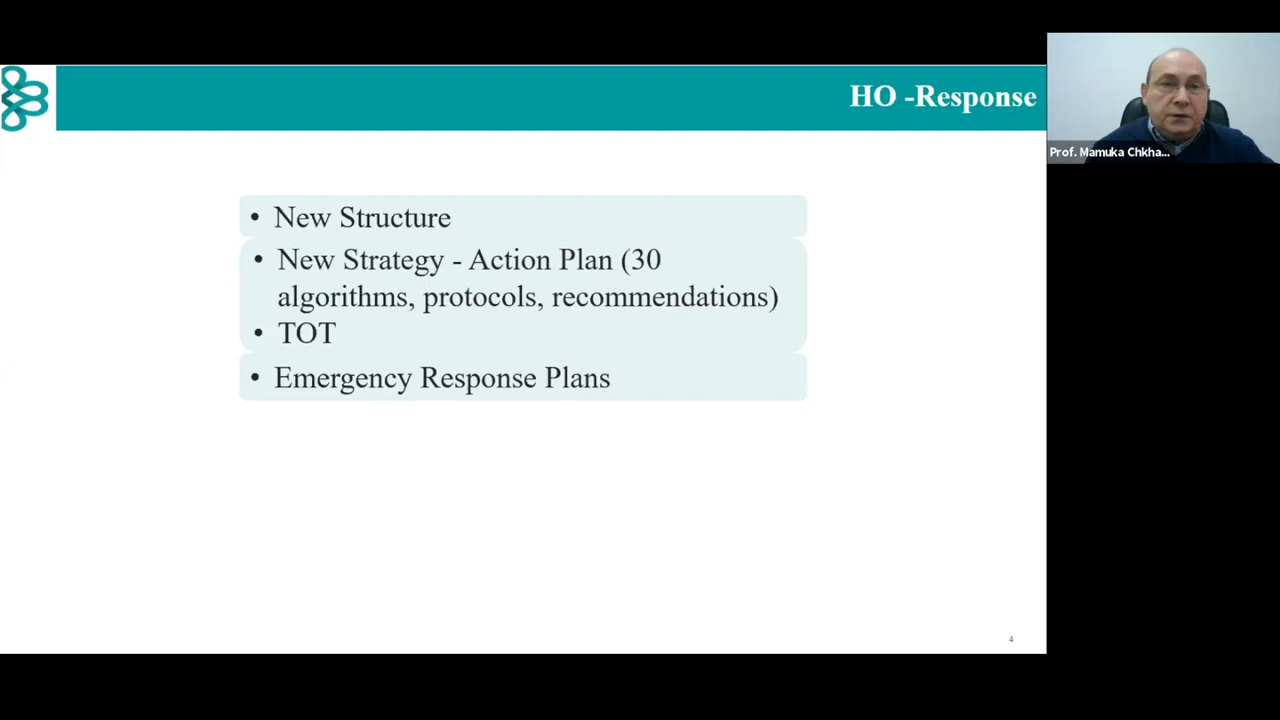 HO -Response
Prof. Mamuka Chkha...
• New Structure
• New Strategy - Action Plan (30
algorithms, protocols, recommendations)
• TOT
• Emergency Response Plans
4